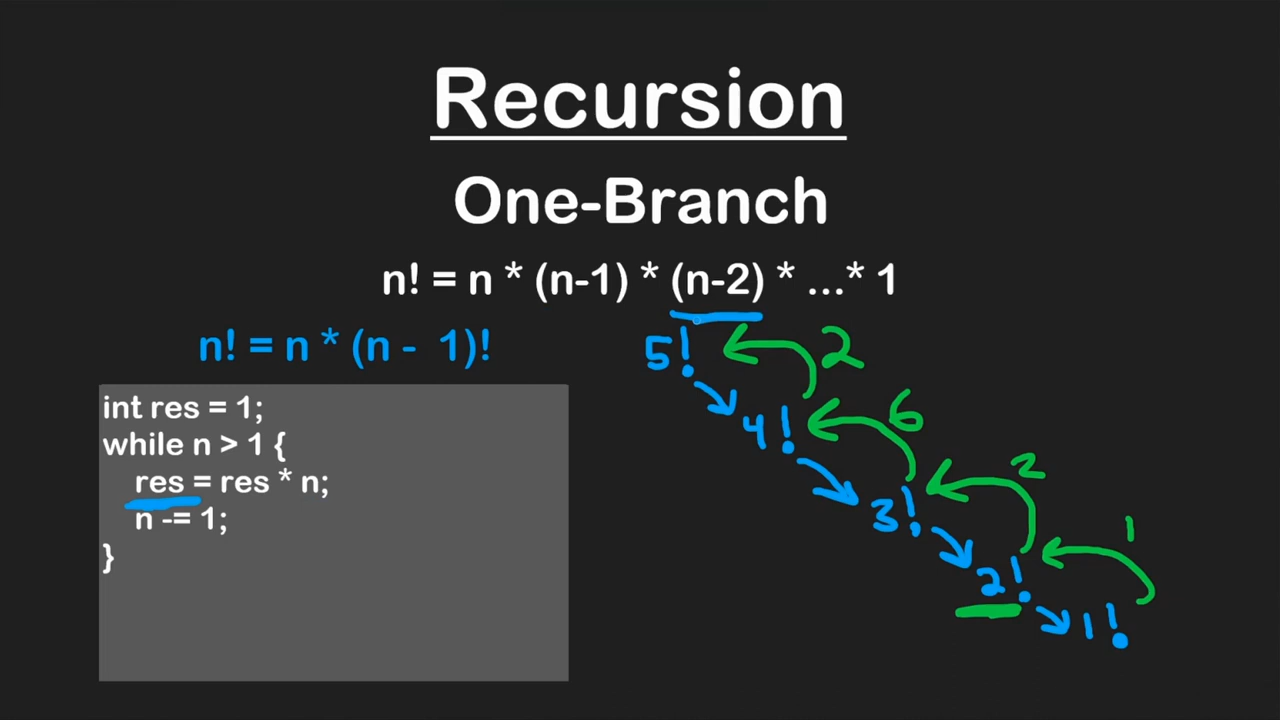 Recursion
One-Branch
n! = n * (n-1) * (n-2) * ...* 1
n! = n * (n - 1)!
int res = 1;
while n > 1 {
res = res * n;
n -= 1;
}
5! 2
4! 6
3! 2
2! 1
1!